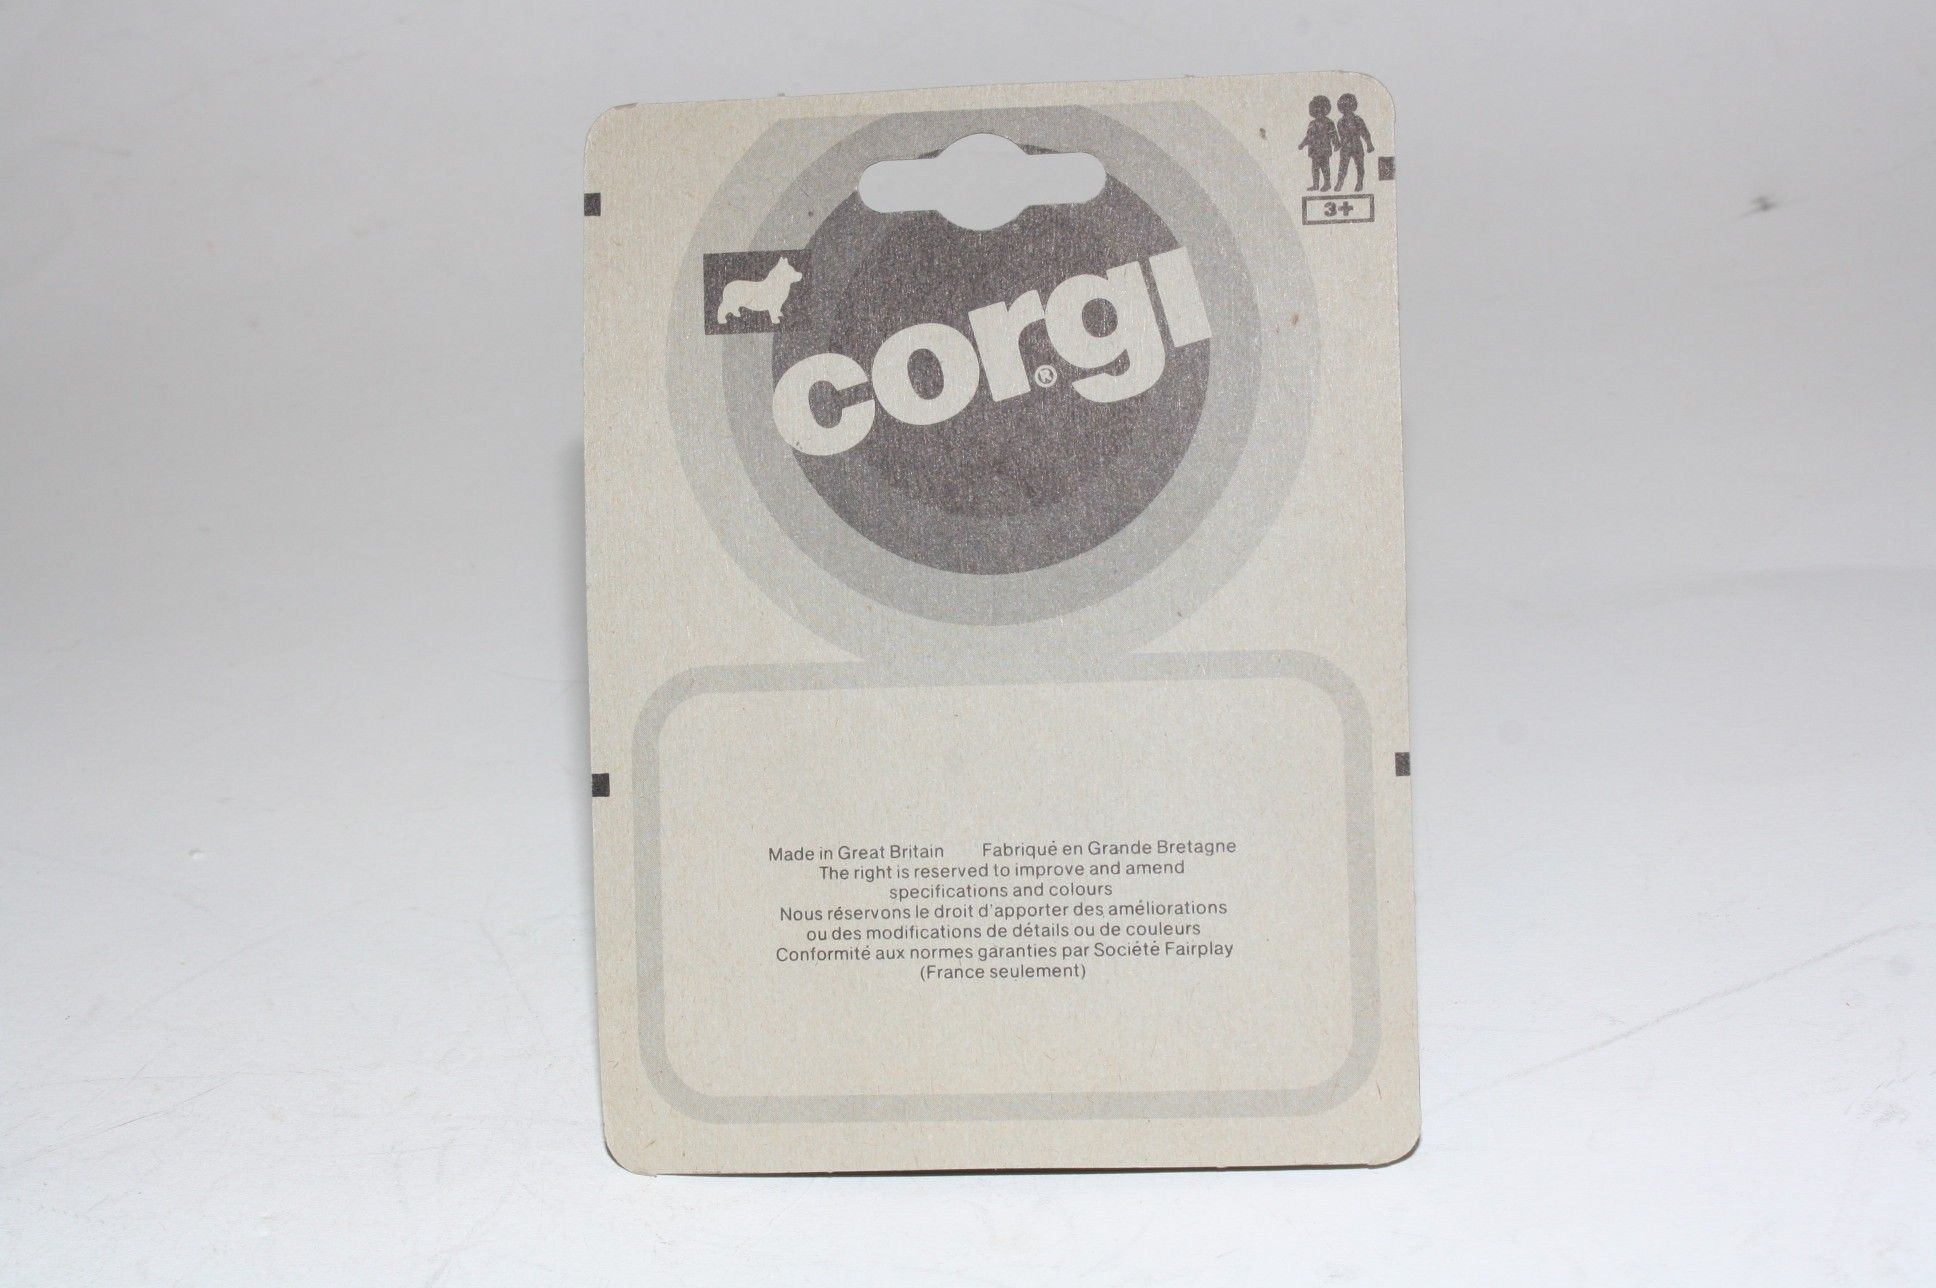 3+
corgi®
Made in Great Britain Fabriqué en Grande Bretagne
The right is reserved to improve and amend
specifications and colours
Nous réservons le droit d'apporter des améliorations
ou des modifications de détails ou de couleurs
Conformité aux normes garanties par Société Fairplay
(France seulement)